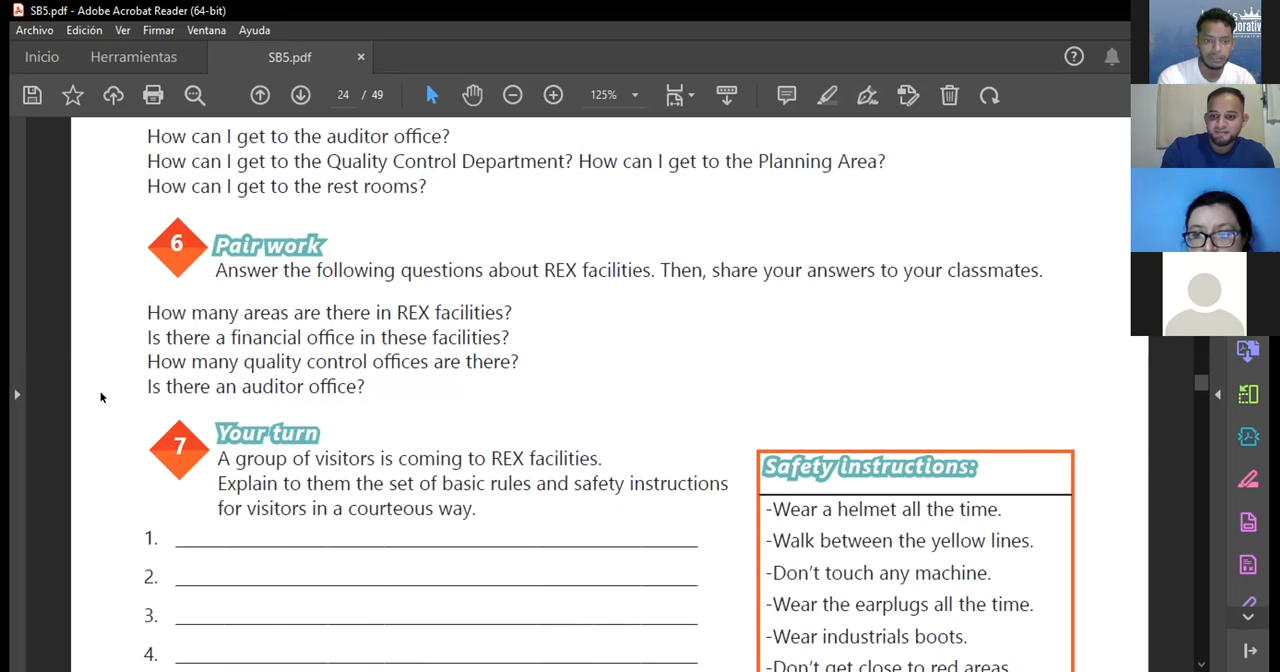 SB5.pdf - Adobe Acrobat Reader (64-bit)
Archivo Edición Ver Firmar Ventana Ayuda
Inicio Herramientas SB5.pdf ×
24 / 49 125%
How can I get to the auditor office?
How can I get to the Quality Control Department? How can I get to the Planning Area?
How can I get to the rest rooms?
6 Pair work
Answer the following questions about REX facilities. Then, share your answers to your classmates.
How many areas are there in REX facilities?
Is there a financial office in these facilities?
How many quality control offices are there?
Is there an auditor office?
7 Your turn
A group of visitors is coming to REX facilities.
Explain to them the set of basic rules and safety instructions
for visitors in a courteous way.
1.
2.
3.
4.
Safety instructions:
-Wear a helmet all the time.
-Walk between the yellow lines.
-Don't touch any machine.
-Wear the earplugs all the time.
-Wear industrials boots.
-Don't get close to red areas